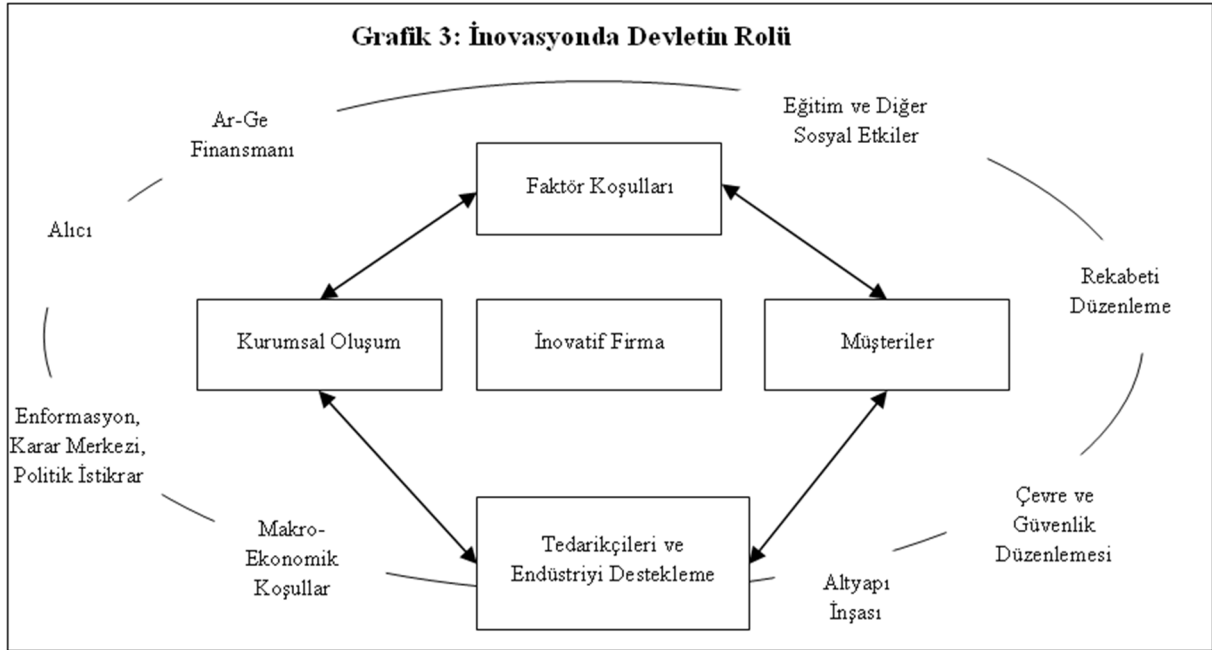 Grafik 3: İnovasyonda Devletin Rolü
Ar-Ge
Finansmanı
Eğitim ve Diğer
Sosyal Etkiler
Faktör Koşulları
Alıcı
Rekabeti
Düzenleme
Kurumsal Oluşum
İnovatif Firma
Müşteriler
Enformasyon,
Karar Merkezi,
Politik İstikrar
Çevre ve
Güvenlik
Düzenlemesi
Makro-
Ekonomik
Koşullar
Tedarikçileri ve
Endüstriyi Destekleme
Altyapı
İnşası